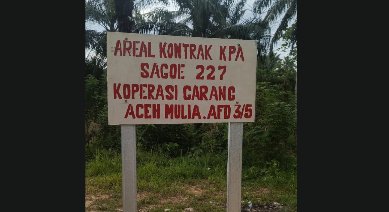 AREAL KONTRAK KPA
SAGOE 227
KOPERASI GARANG
ACEH MULIA. AFD 3/5